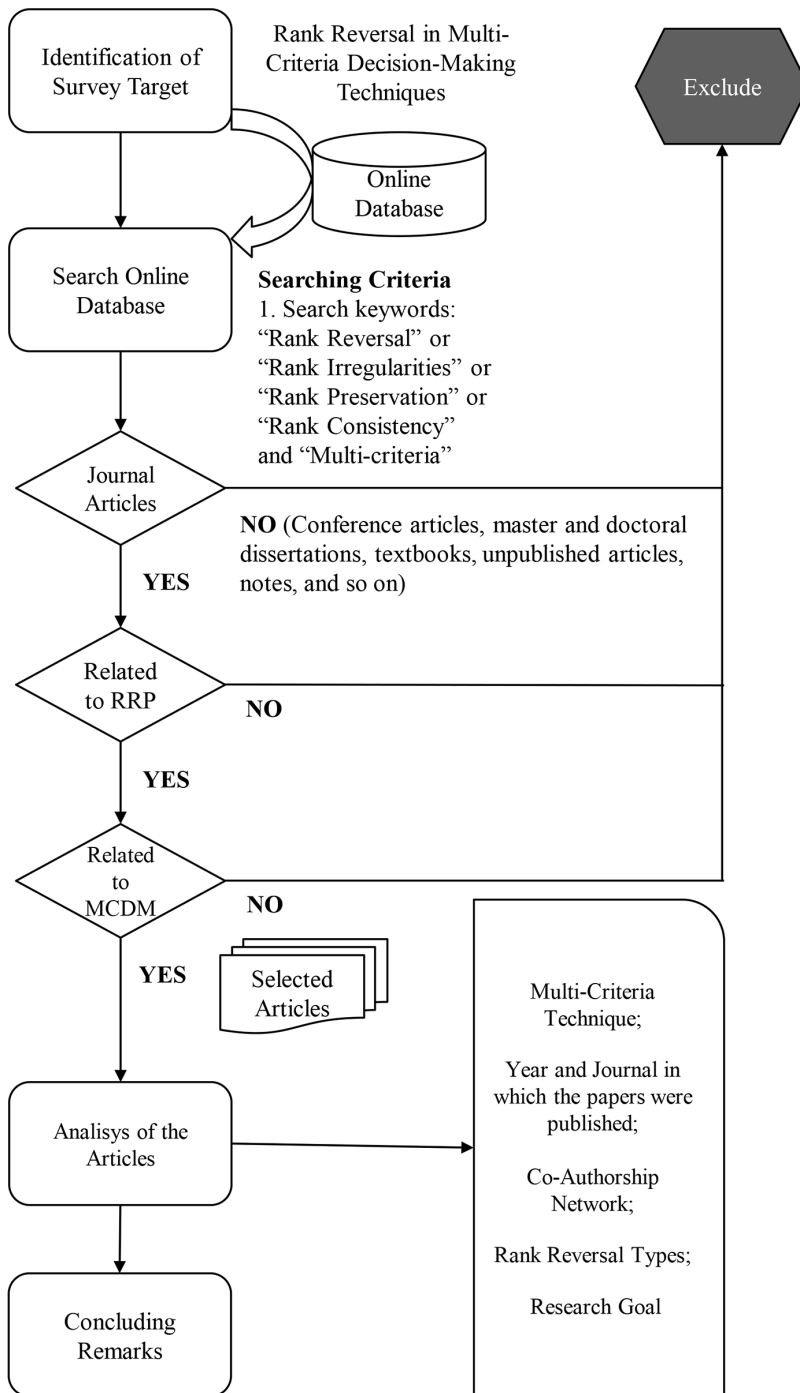 Identification of
Survey Target
Rank Reversal in Multi-
Criteria Decision-Making
Techniques
Exclude
Online
Database
Search Online
Database
Searching Criteria
1. Search keywords:
“Rank Reversal” or
“Rank Irregularities” or
“Rank Preservation” or
“Rank Consistency”
and “Multi-criteria”
Journal
Articles
NO (Conference articles, master and doctoral
dissertations, textbooks, unpublished articles,
notes, and so on)
YES
Related
to RRP
NO
YES
Related
to
MCDM
NO
YES
Selected
Articles
Multi-Criteria
Technique;
Year and Journal in
which the papers were
published;
Co-Authorship
Network;
Rank Reversal Types;
Research Goal
Analisys of the
Articles
Concluding
Remarks